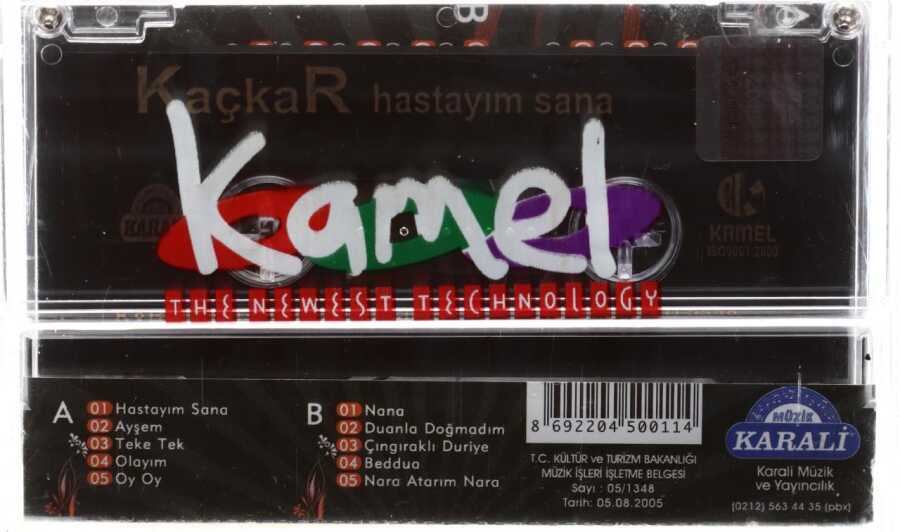 B
A
KaçkaR hastayım sana
Kamel
KARALİ
KAMEL
ISO9001:2000
THE NEWEST TECHNOLOGY
A
01 Hastayım Sana
02 Ayşem
03 Teke Tek
04 Olayım
05 Oy Oy
B
01 Nana
02 Duanla Doğmadım
03 Çıngıraklı Duriye
04 Beddua
05 Nara Atarım Nara
8 692204 500114
T.C. KÜLTÜR ve TURİZM BAKANLIĞI
MÜZİK İŞLERİ İŞLETME BELGESİ
Sayı : 05/1348
Tarih: 05.08.2005
MÜZİK
KARALİ
Karali Müzik
ve Yayıncılık
(0212) 563 44 35 (pbx)